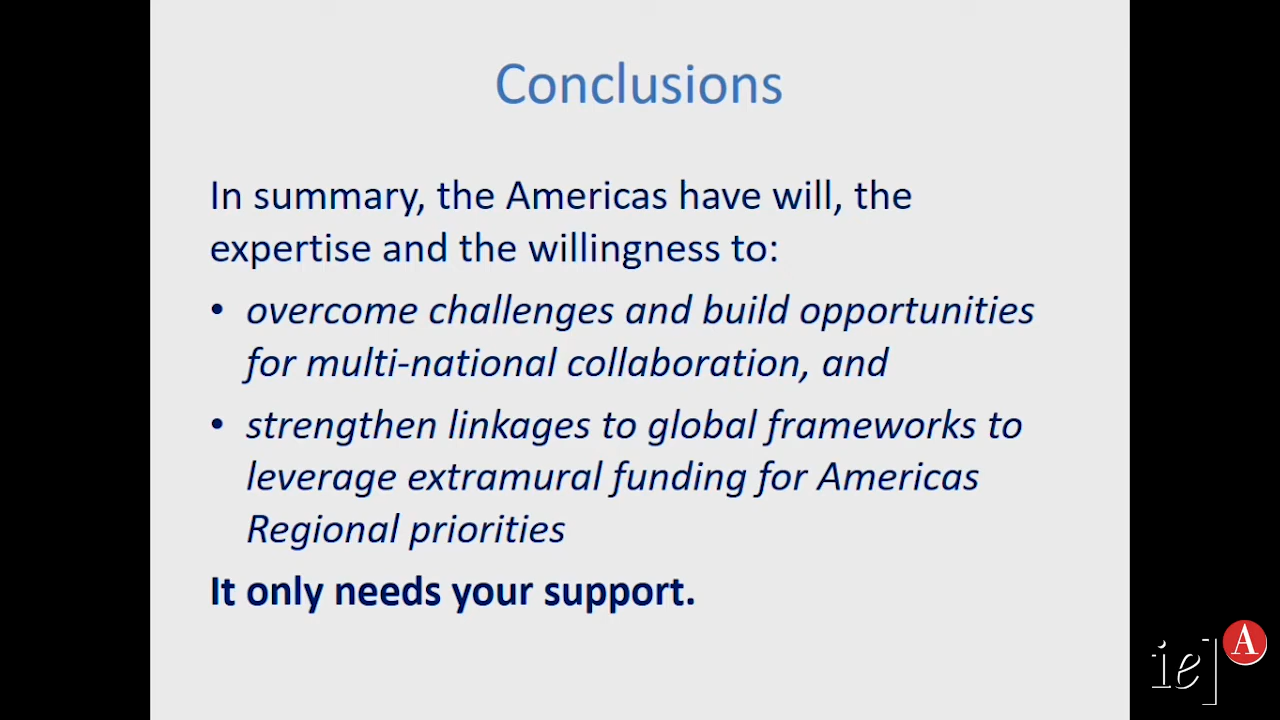 Conclusions
In summary, the Americas have will, the
expertise and the willingness to:
• overcome challenges and build opportunities
for multi-national collaboration, and
• strengthen linkages to global frameworks to
leverage extramural funding for Americas
Regional priorities
It only needs your support.
ie] A